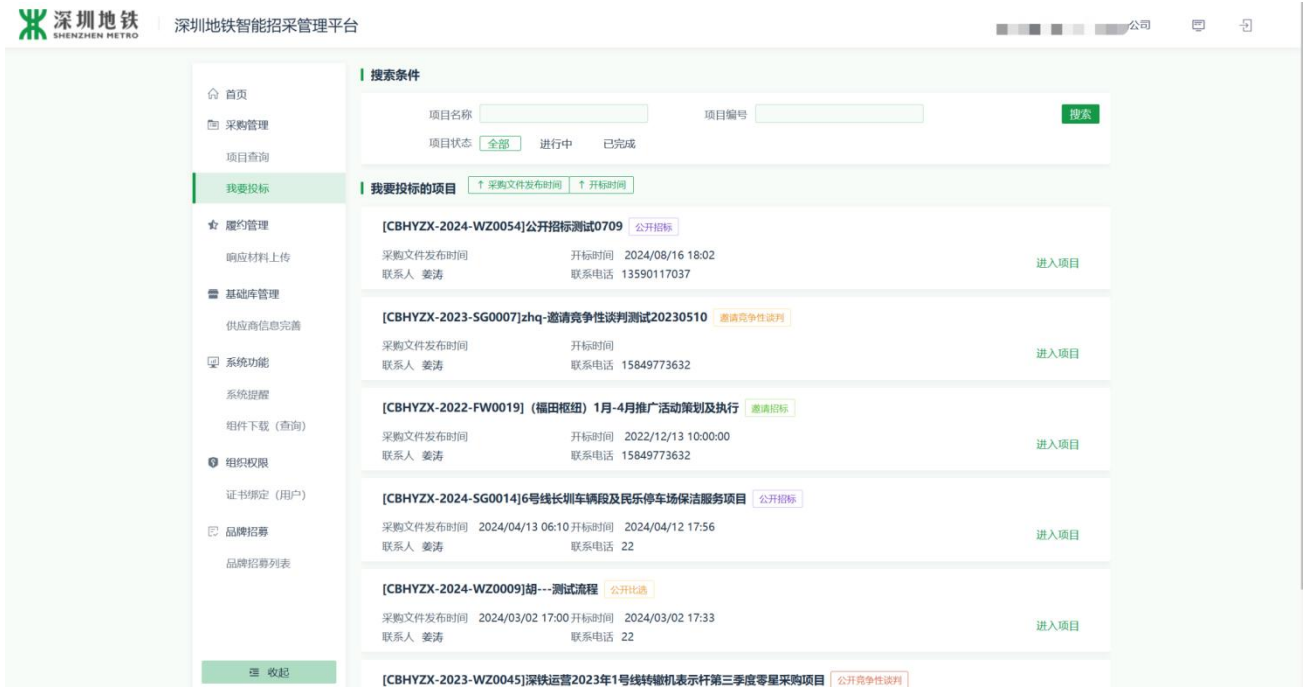 深圳地铁
SHENZHEN METRO
深圳地铁智能招采管理平台
公司
首页
采购管理
项目查询
我要投标
履约管理
响应材料上传
基础库管理
供应商信息完善
系统功能
系统提醒
组件下载（查询）
组织权限
证书绑定（用户）
品牌招募
品牌招募列表
收起
搜索条件
项目名称 项目编号 搜索
项目状态 全部 进行中 已完成
我要投标的项目 ↑ 采购文件发布时间 ↑ 开标时间
[CBHYZX-2024-WZ0054]公开招标测试0709 公开招标
采购文件发布时间 开标时间 2024/08/16 18:02
联系人 姜涛 联系电话 13590117037
进入项目
[CBHYZX-2023-SG0007]zhq-邀请竞争性谈判测试20230510 邀请竞争性谈判
采购文件发布时间 开标时间
联系人 姜涛 联系电话 15849773632
进入项目
[CBHYZX-2022-FW0019]（福田枢纽）1月-4月推广活动策划及执行 邀请招标
采购文件发布时间 开标时间 2022/12/13 10:00:00
联系人 姜涛 联系电话 15849773632
进入项目
[CBHYZX-2024-SG0014]6号线长圳车辆段及民乐停车场保洁服务项目 公开招标
采购文件发布时间 2024/04/13 06:10 开标时间 2024/04/12 17:56
联系人 姜涛 联系电话 22
进入项目
[CBHYZX-2024-WZ0009]胡---测试流程 公开比选
采购文件发布时间 2024/03/02 17:00 开标时间 2024/03/02 17:33
联系人 姜涛 联系电话 22
进入项目
[CBHYZX-2023-WZ0045]深铁运营2023年1号线转辙机表示杆第三季度零星采购项目 公开竞争性谈判